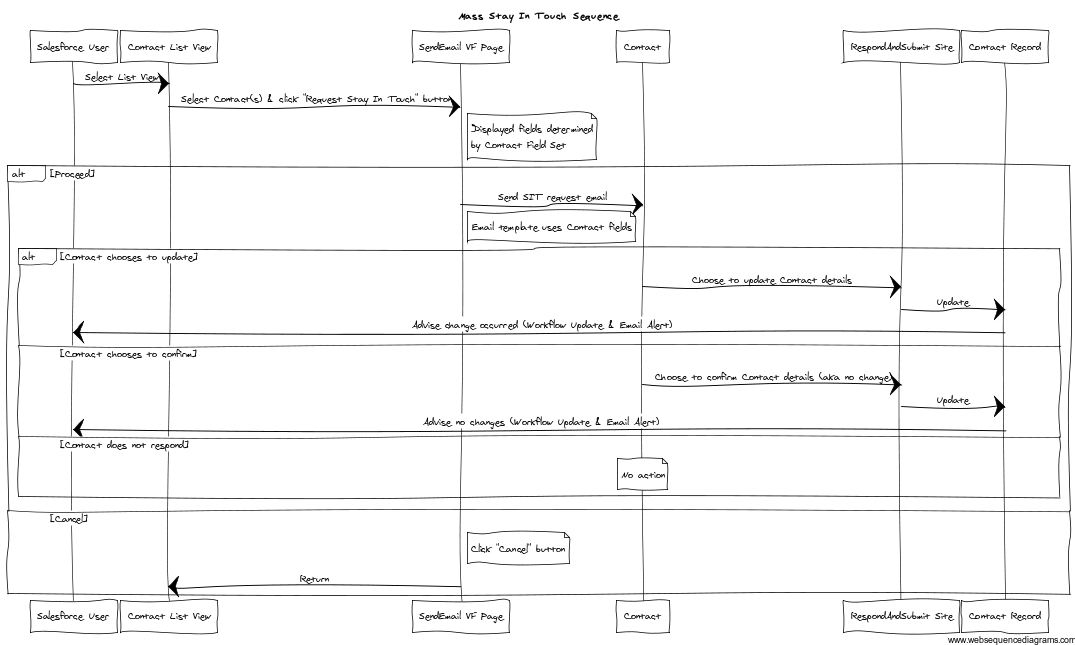 Mass Stay In Touch Sequence
Salesforce User
Contact List View
SendEmail VF Page
Contact
RespondAndSubmit Site
Contact Record
Select List View
Select Contact(s) & click "Request Stay In Touch" button
Displayed fields determined
by Contact Field Set
alt
[Proceed]
Send SIT request email
Email template uses Contact fields
alt
[Contact chooses to update]
Choose to update Contact details
Update
Advise change occurred (Workflow Update & Email Alert)
[Contact chooses to confirm]
Choose to confirm Contact details (aka no change)
Update
Advise no changes (Workflow Update & Email Alert)
[Contact does not respond]
No action
[Cancel]
Click "Cancel" button
Return
Salesforce User
Contact List View
SendEmail VF Page
Contact
RespondAndSubmit Site
Contact Record
www.websequencediagrams.com